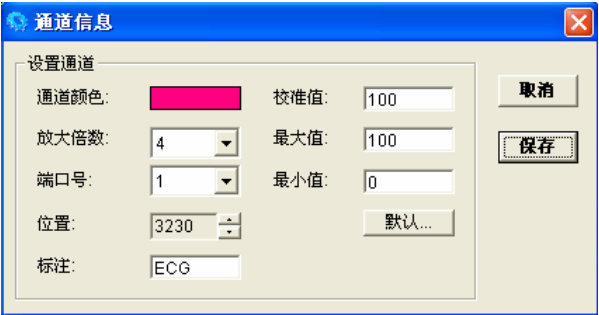 通道信息
设置通道
通道颜色:
校准值: 100
取消
放大倍数: 4
最大值: 100
保存
端口号: 1
最小值: 0
位置: 3230
默认...
标注: ECG